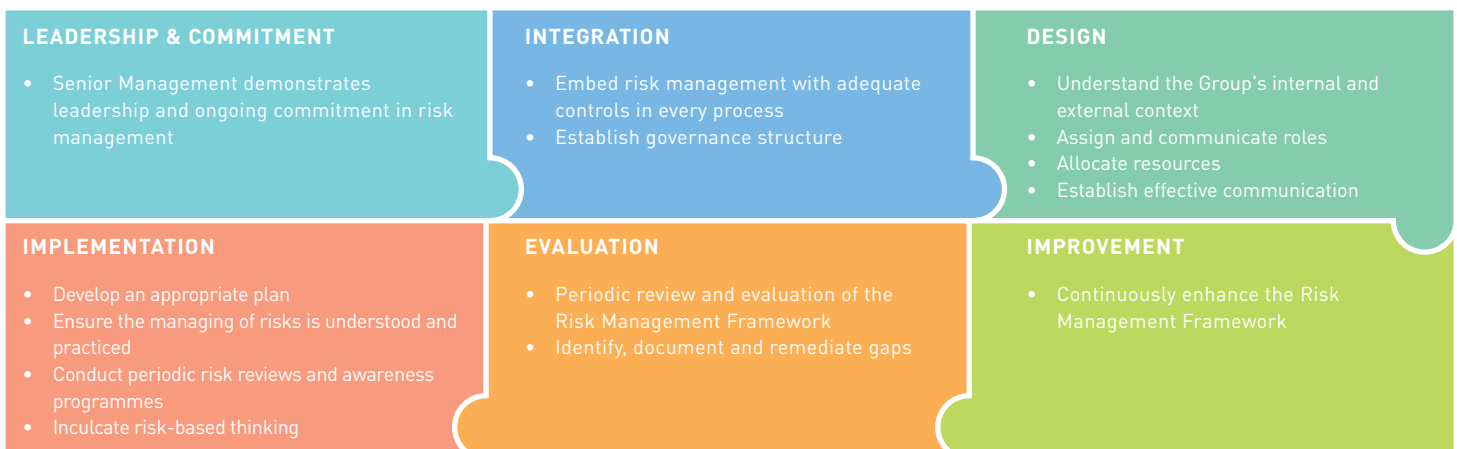 LEADERSHIP & COMMITMENT
• Senior Management demonstrates
leadership and ongoing commitment in risk
management
INTEGRATION
• Embed risk management with adequate
controls in every process
• Establish governance structure
DESIGN
• Understand the Group's internal and
external context
• Assign and communicate roles
• Allocate resources
• Establish effective communication
IMPLEMENTATION
• Develop an appropriate plan
• Ensure the managing of risks is understood and
practiced
• Conduct periodic risk reviews and awareness
programmes
• Inculcate risk-based thinking
EVALUATION
• Periodic review and evaluation of the
Risk Management Framework
• Identify, document and remediate gaps
IMPROVEMENT
• Continuously enhance the Risk
Management Framework